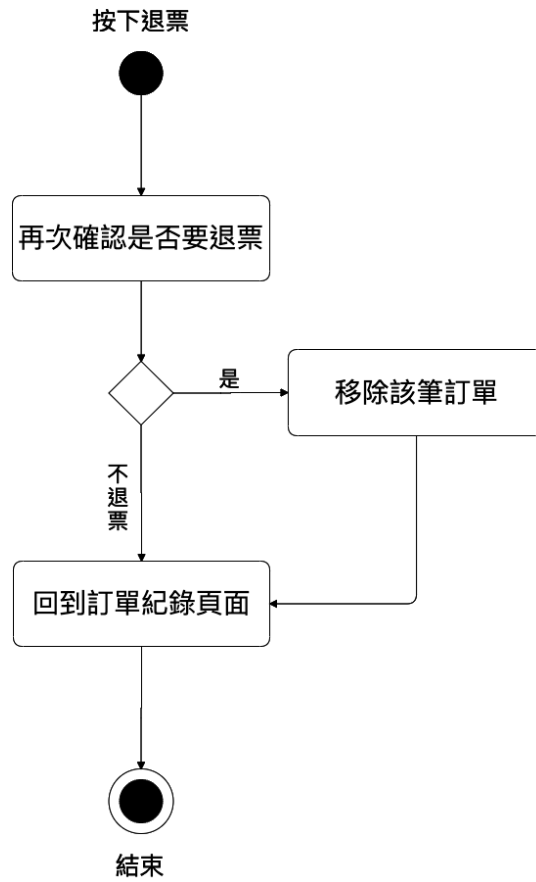 按下退票
再次確認是否要退票
是
移除該筆訂單
不
退
票
回到訂單紀錄頁面
結束